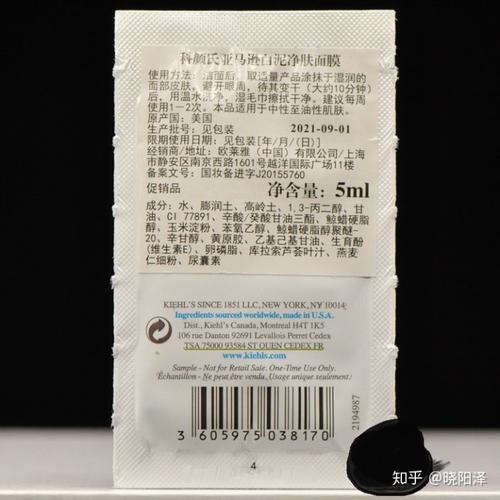 科颜氏亚马逊白泥净肤面膜
使用方法：洁面后，取适量产品涂抹于湿润的
面部皮肤，避开眼周，待其变干（大约10分钟）
后，用温水洗净，湿毛巾擦拭干净。建议每周
使用1－2次。本产品适用于中性至油性肌肤。
原产国：美国
生产批号：见包装 2021-09-01
限期使用日期：见包装[年/月/(日)]
经销商/地址：欧莱雅（中国）有限公司/上海
市静安区南京西路1601号越洋国际广场11楼
备案文号：国妆备进字J20155760
促销品 净含量：5ml
成分：水、膨润土、高岭土、1,3-丙二醇、甘
油、CI 77891、辛酸/癸酸甘油三酯、鲸蜡硬脂
醇、玉米淀粉、苯氧乙醇、鲸蜡硬脂醇聚醚-
20、辛甘醇、黄原胶、乙基己基甘油、生育酚
(维生素E)、卵磷脂、库拉索芦荟叶汁、燕麦
仁细粉、尿囊素
KIEHL'S SINCE 1851 LLC, NEW YORK, NY 10014
Ingredients sourced worldwide, made in U.S.A.
Dist., Kiehl's Canada, Montreal H4T 1K5
106 rue Danton 92691 Levallois Perret Cedex
TSA 75000 93584 ST OUEN CEDEX FR
www.kiehls.com
Sample - Not for Retail Sale. One-Time Use Only.
Échantillon - Ne peut être vendu. Usage unique seulement.
3 605975 038170
2194987
4
知乎 @晓阳泽